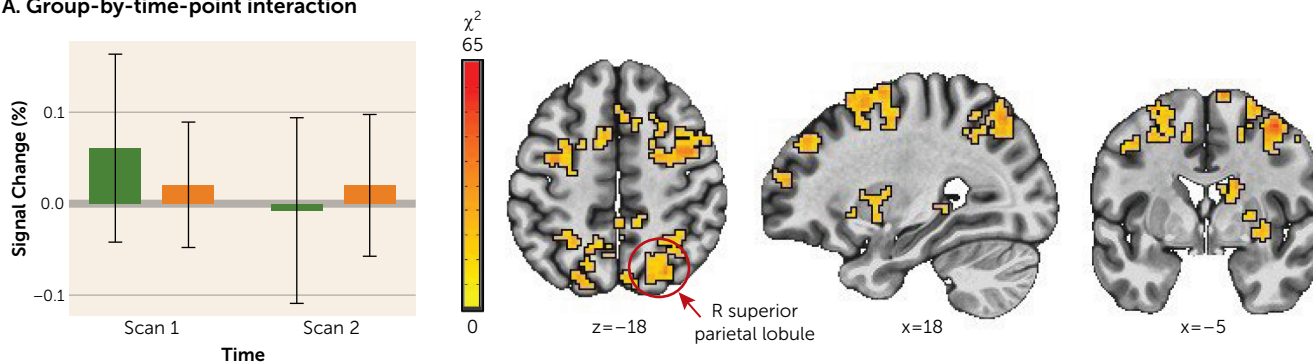 A. Group-by-time-point interaction
χ²
65
0
Signal Change (%)
0.1
0.0
−0.1
Scan 1
Scan 2
Time
z=−18
R superior
parietal lobule
x=18
x=−5